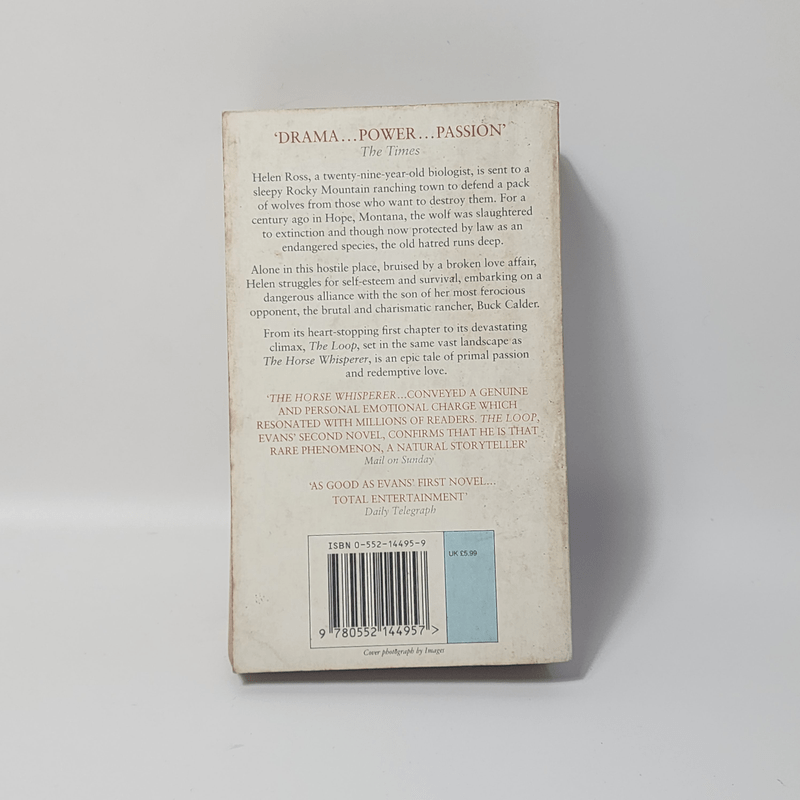 ‘DRAMA…POWER…PASSION’
The Times
Helen Ross, a twenty-nine-year-old biologist, is sent to a
sleepy Rocky Mountain ranching town to defend a pack
of wolves from those who want to destroy them. For a
century ago in Hope, Montana, the wolf was slaughtered
to extinction and though now protected by law as an
endangered species, the old hatred runs deep.
Alone in this hostile place, bruised by a broken love affair,
Helen struggles for self-esteem and survival, embarking on a
dangerous alliance with the son of her most ferocious
opponent, the brutal and charismatic rancher, Buck Calder.
From its heart-stopping first chapter to its devastating
climax, The Loop, set in the same vast landscape as
The Horse Whisperer, is an epic tale of primal passion
and redemptive love.
‘THE HORSE WHISPERER…CONVEYED A GENUINE
AND PERSONAL EMOTIONAL CHARGE WHICH
RESONATED WITH MILLIONS OF READERS. THE LOOP,
EVANS’ SECOND NOVEL, CONFIRMS THAT HE IS THAT
RARE PHENOMENON, A NATURAL STORYTELLER’
Mail on Sunday
‘AS GOOD AS EVANS’ FIRST NOVEL…
TOTAL ENTERTAINMENT’
Daily Telegraph
ISBN 0-552-14495-9
UK £5.99
9 780552 144957 >
Cover photograph by Images